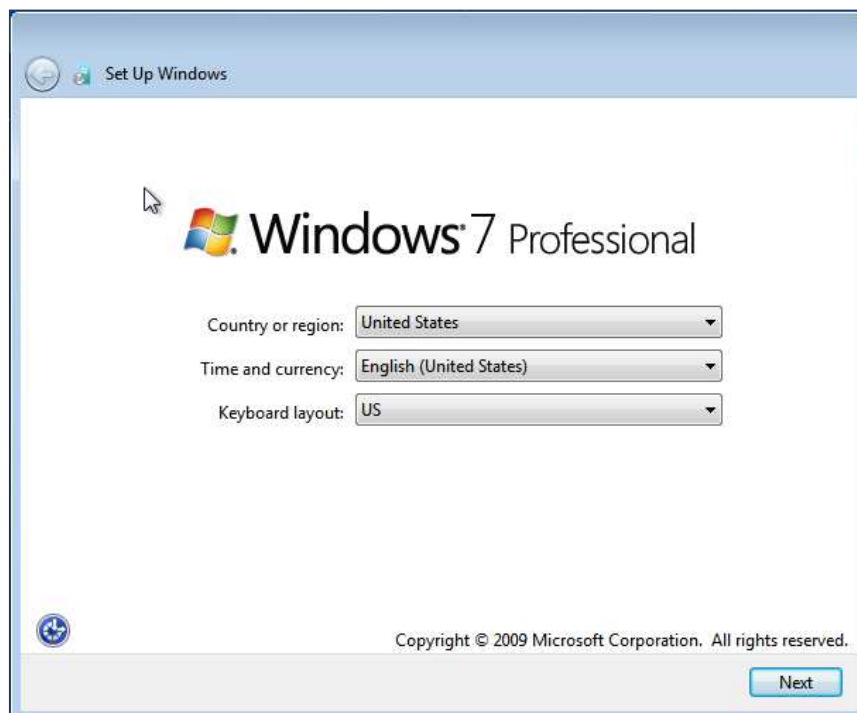 Set Up Windows
Windows 7 Professional
Country or region: United States
Time and currency: English (United States)
Keyboard layout: US
Copyright © 2009 Microsoft Corporation. All rights reserved.
Next